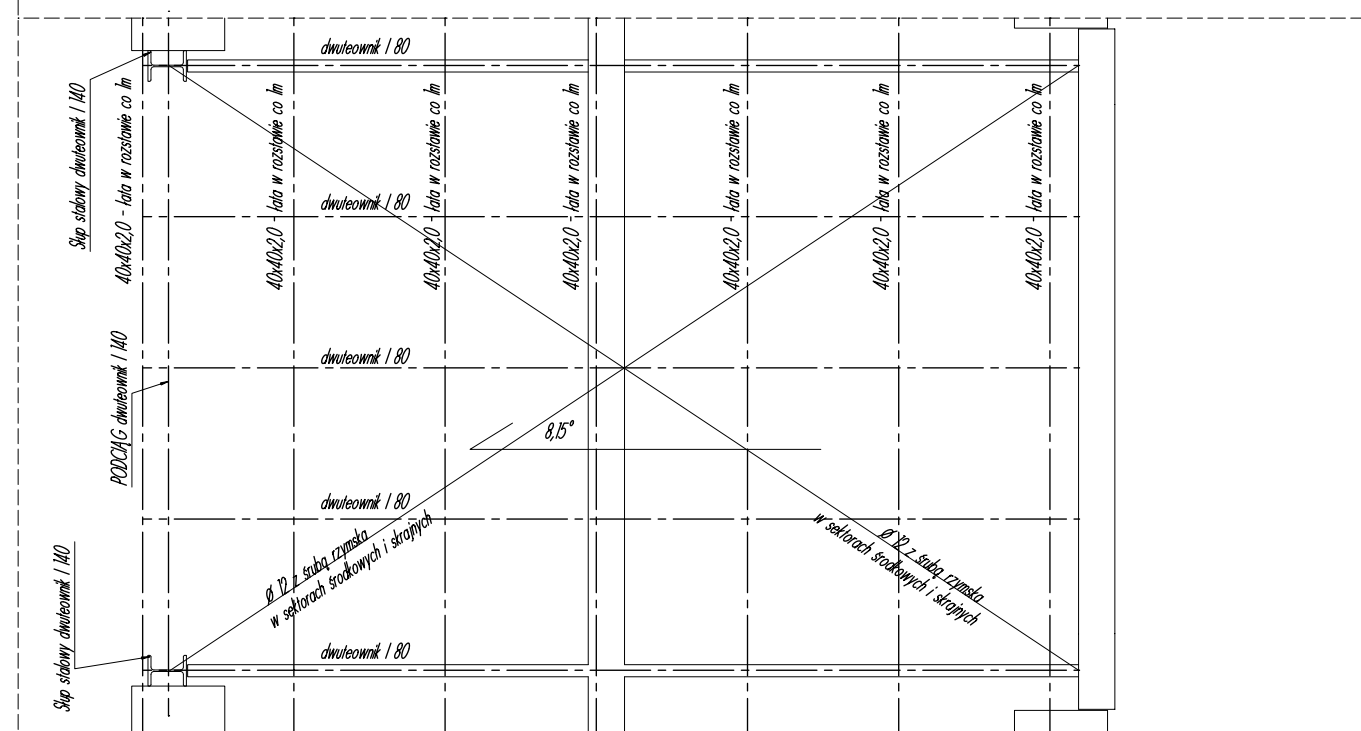 dwuteownik I 80
Słup stalowy dwuteownik I 140
40x40x2,0 - łata w rozstawie co 1m
40x40x2,0 - łata w rozstawie co 1m
40x40x2,0 - łata w rozstawie co 1m
40x40x2,0 - łata w rozstawie co 1m
40x40x2,0 - łata w rozstawie co 1m
40x40x2,0 - łata w rozstawie co 1m
40x40x2,0 - łata w rozstawie co 1m
dwuteownik I 80
PODCIĄG dwuteownik I 140
dwuteownik I 80
8,15°
dwuteownik I 80
Ø 12 z śrubą rzymska
w sektorach środkowych i skrajnych
Ø 12 z śrubą rzymska
w sektorach środkowych i skrajnych
Słup stalowy dwuteownik I 140
dwuteownik I 80